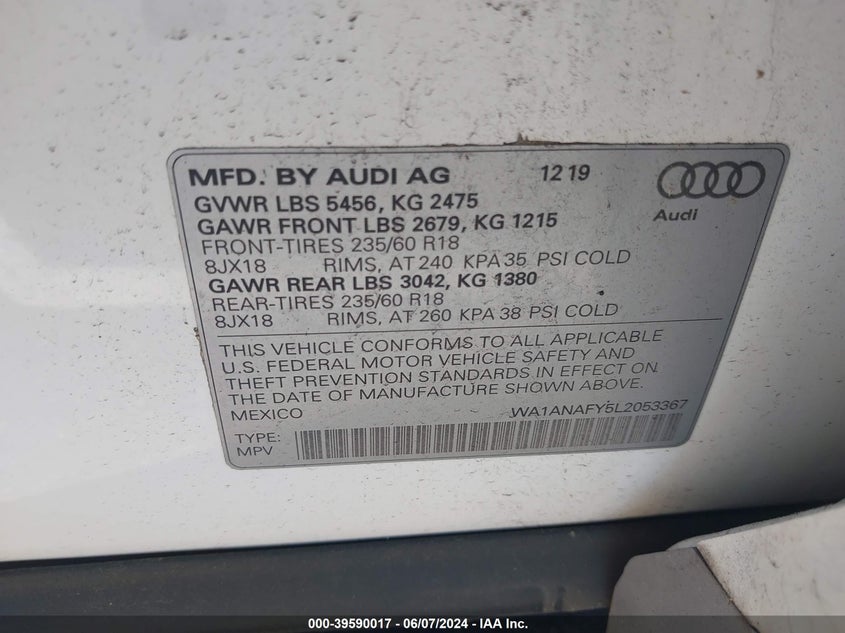 MFD. BY AUDI AG 12 19
GVWR LBS 5456, KG 2475
GAWR FRONT LBS 2679, KG 1215
Audi
FRONT-TIRES 235/60 R18
8JX18 RIMS, AT 240 KPA 35 PSI COLD
GAWR REAR LBS 3042, KG 1380
REAR-TIRES 235/60 R18
8JX18 RIMS, AT 260 KPA 38 PSI COLD
THIS VEHICLE CONFORMS TO ALL APPLICABLE
U.S. FEDERAL MOTOR VEHICLE SAFETY AND
THEFT PREVENTION STANDARDS IN EFFECT ON
THE DATE OF MANUFACTURE SHOWN ABOVE.
MEXICO WA1ANAFY5L2053367
TYPE:
MPV
000-39590017 - 06/07/2024 - IAA Inc.